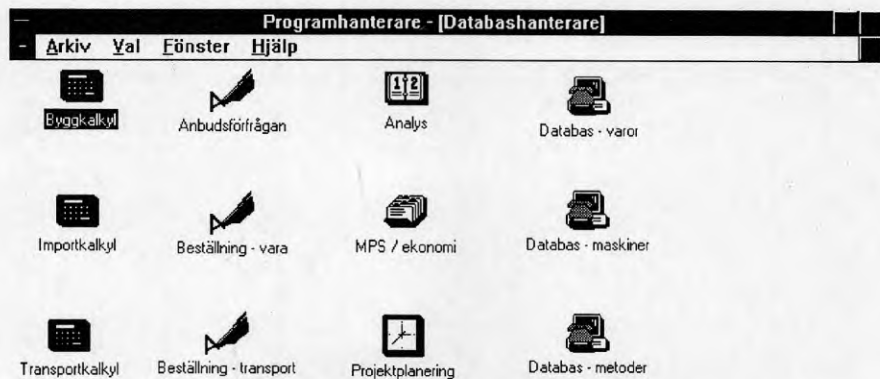 Programhanterare - [Databashanterare]
Arkiv Val Fönster Hjälp
Byggkalkyl Anbudsförfrågan Analys Databas - varor
Importkalkyl Beställning - vara MPS / ekonomi Databas - maskiner
Transportkalkyl Beställning - transport Projektplanering Databas - metoder